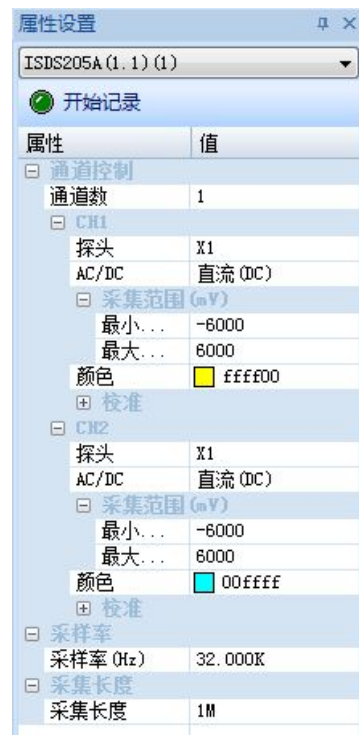 属性设置
ISDS205A(1.1)(1)
开始记录
属性 值
通道控制
通道数 1
CH1
探头 X1
AC/DC 直流(DC)
采集范围(mV)
最小... -6000
最大... 6000
颜色 ffff00
校准
CH2
探头 X1
AC/DC 直流(DC)
采集范围(mV)
最小... -6000
最大... 6000
颜色 00ffff
校准
采样率
采样率(Hz) 32.000K
采集长度
采集长度 1M